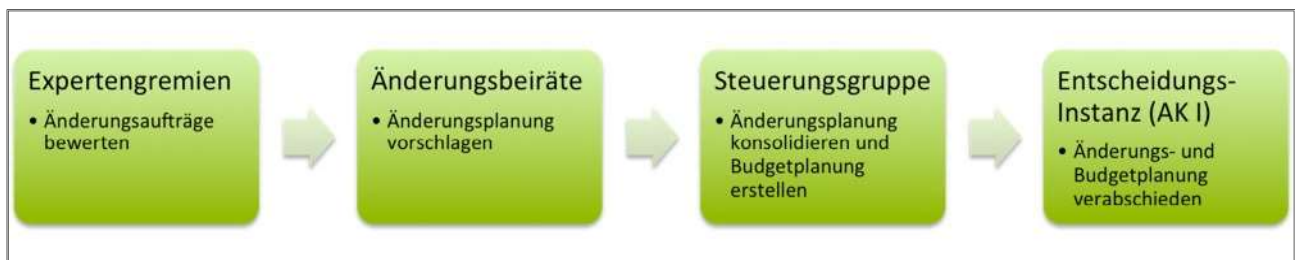 Expertengremien
• Änderungsaufträge
bewerten
Änderungsbeiräte
• Änderungsplanung
vorschlagen
Steuerungsgruppe
• Änderungsplanung
konsolidieren und
Budgetplanung
erstellen
Entscheidungs-
Instanz (AK I)
• Änderungs- und
Budgetplanung
verabschieden